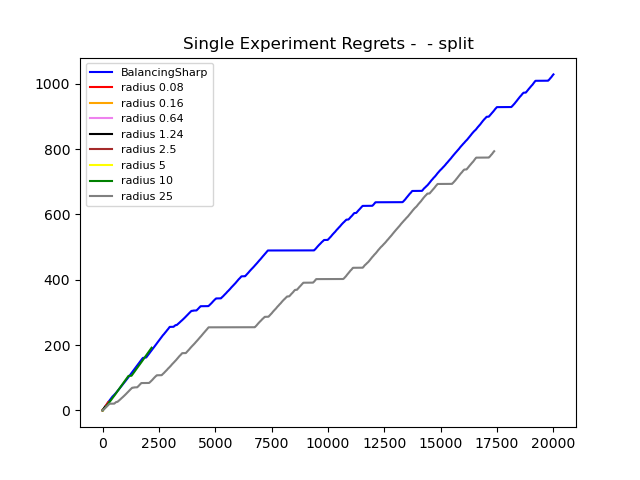 Single Experiment Regrets -  - split
BalancingSharp
radius 0.08
radius 0.16
radius 0.64
radius 1.24
radius 2.5
radius 5
radius 10
radius 25
1000
800
600
400
200
0
0 2500 5000 7500 10000 12500 15000 17500 20000